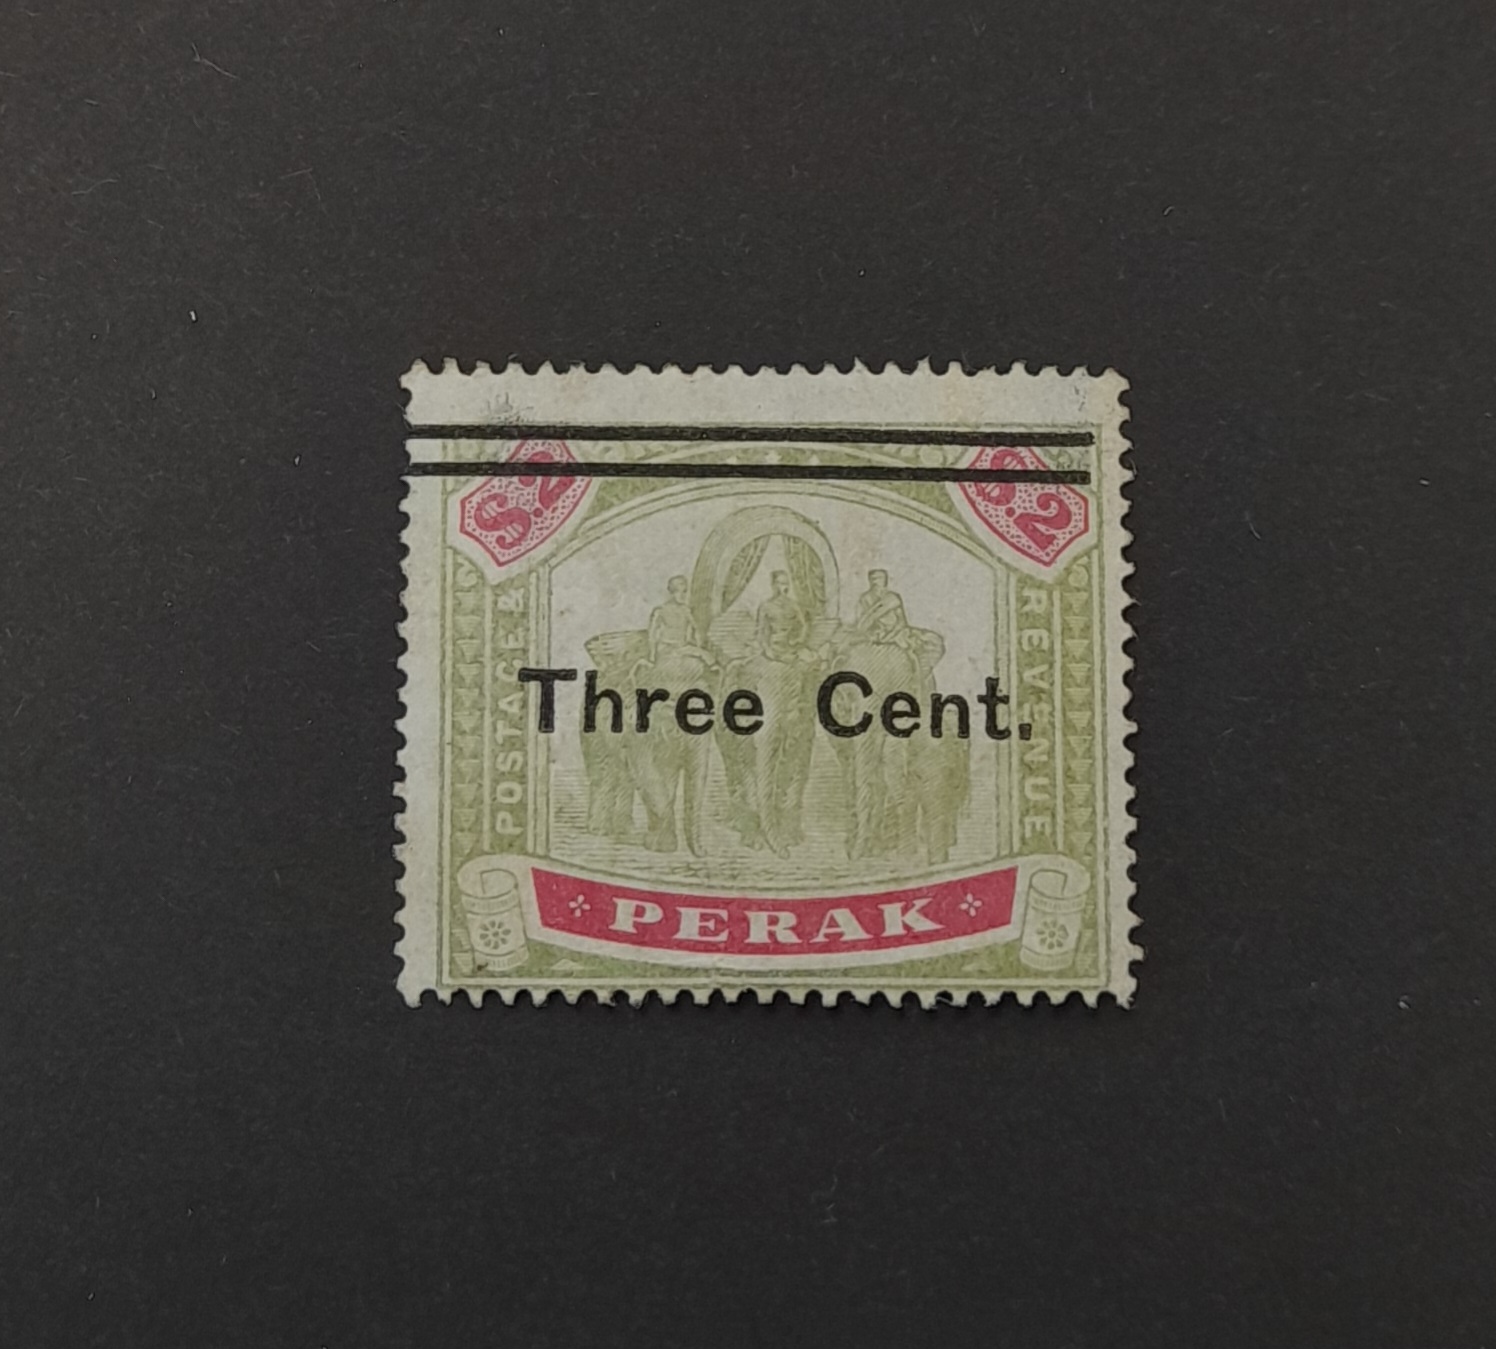 $.2
$.2
POSTAGE &
REVENUE
Three Cent.
PERAK